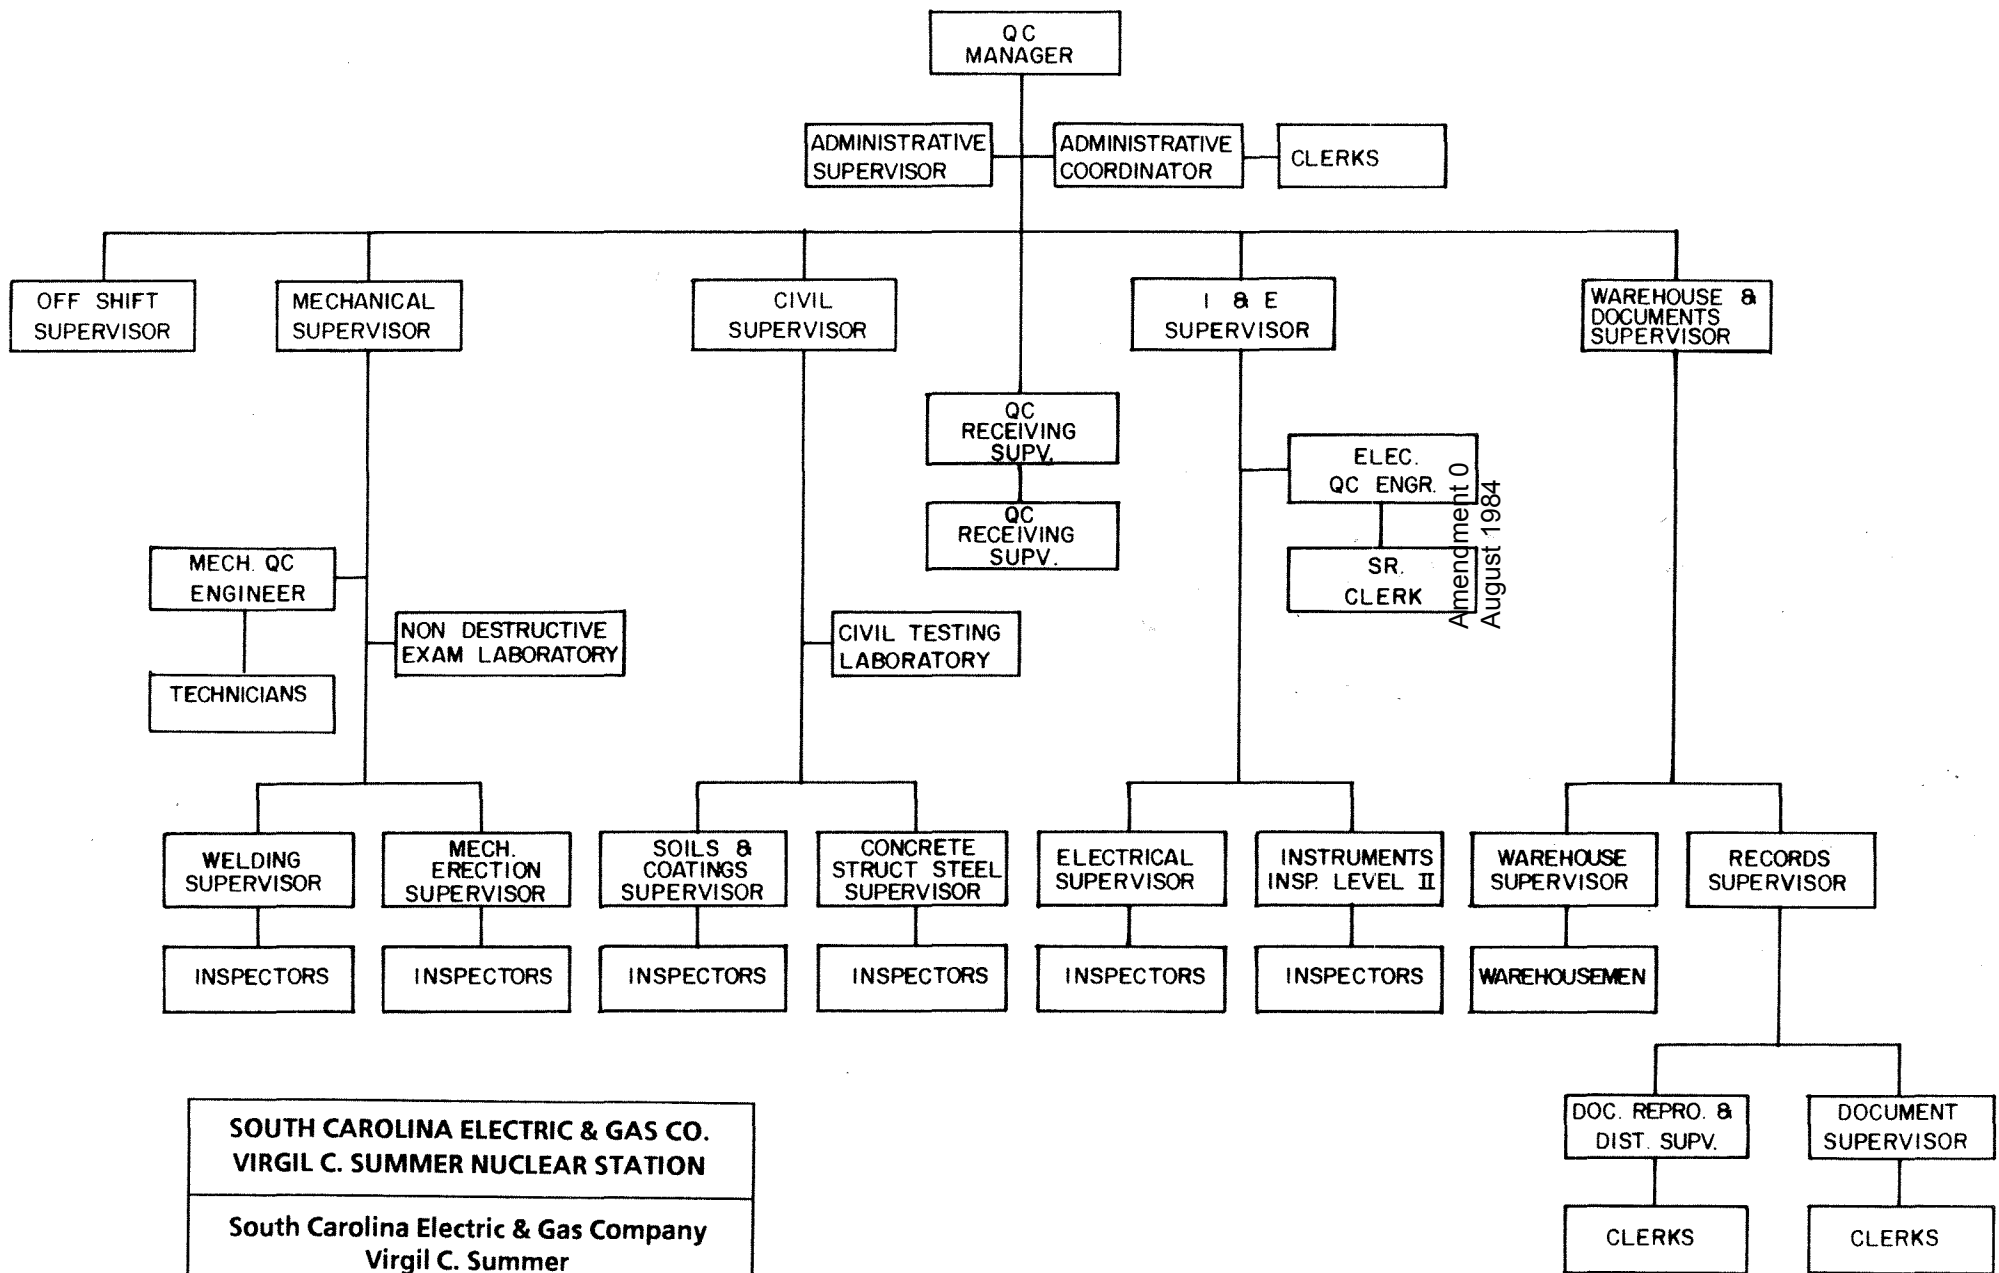 QC
MANAGER
ADMINISTRATIVE
SUPERVISOR
ADMINISTRATIVE
COORDINATOR
CLERKS
OFF SHIFT
SUPERVISOR
MECHANICAL
SUPERVISOR
CIVIL
SUPERVISOR
I & E
SUPERVISOR
WAREHOUSE &
DOCUMENTS
SUPERVISOR
QC
RECEIVING
SUPV.
QC
RECEIVING
SUPV.
ELEC.
QC ENGR.
SR.
CLERK
Amendment 0
August 1984
MECH. QC
ENGINEER
TECHNICIANS
NON DESTRUCTIVE
EXAM LABORATORY
CIVIL TESTING
LABORATORY
WELDING
SUPERVISOR
MECH.
ERECTION
SUPERVISOR
SOILS &
COATINGS
SUPERVISOR
CONCRETE
STRUCT STEEL
SUPERVISOR
ELECTRICAL
SUPERVISOR
INSTRUMENTS
INSP. LEVEL II
WAREHOUSE
SUPERVISOR
RECORDS
SUPERVISOR
INSPECTORS
INSPECTORS
INSPECTORS
INSPECTORS
INSPECTORS
INSPECTORS
WAREHOUSEMEN
DOC. REPRO. &
DIST. SUPV.
DOCUMENT
SUPERVISOR
CLERKS
CLERKS
SOUTH CAROLINA ELECTRIC & GAS CO.
VIRGIL C. SUMMER NUCLEAR STATION
South Carolina Electric & Gas Company
Virgil C. Summer